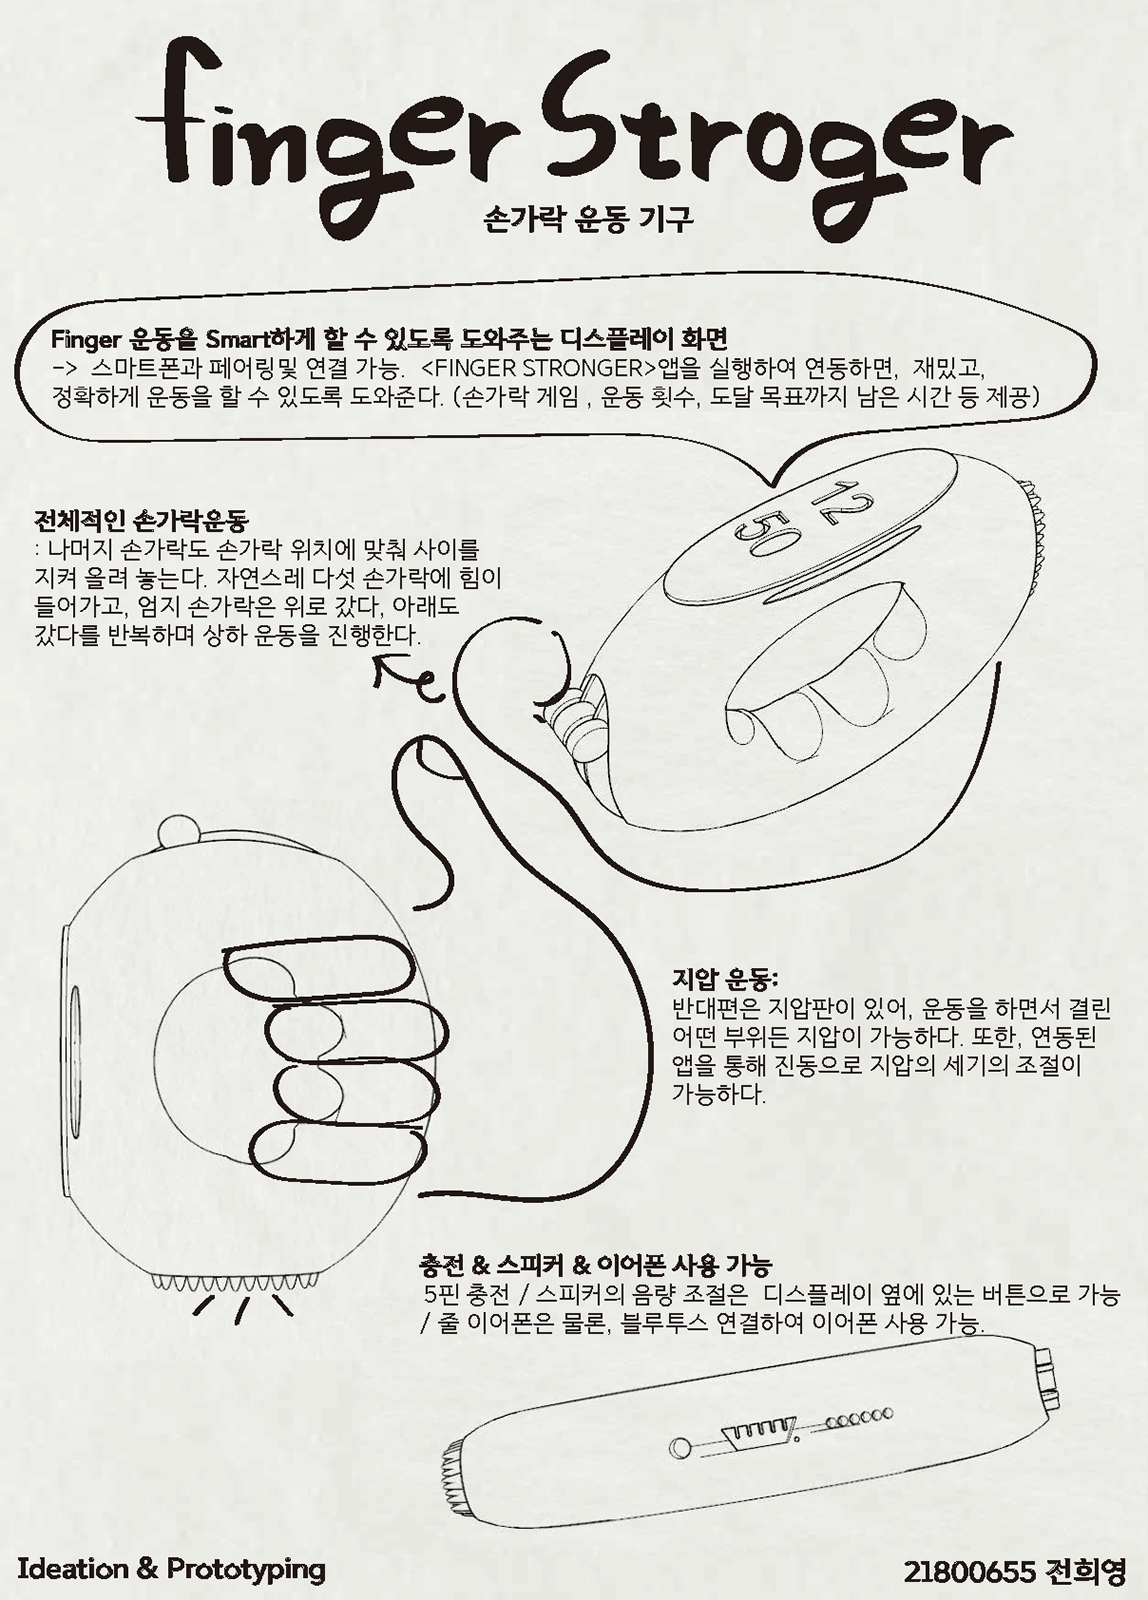 finger Stroger
손가락 운동 기구
Finger 운동을 Smart하게 할 수 있도록 도와주는 디스플레이 화면
-> 스마트폰과 페어링및 연결 가능. <FINGER STRONGER>앱을 실행하여 연동하면, 재밌고,
정확하게 운동을 할 수 있도록 도와준다. (손가락 게임 , 운동 횟수, 도달 목표까지 남은 시간 등 제공)
12
50
전체적인 손가락운동
: 나머지 손가락도 손가락 위치에 맞춰 사이를
지켜 올려 놓는다. 자연스레 다섯 손가락에 힘이
들어가고, 엄지 손가락은 위로 갔다, 아래도
갔다를 반복하며 상하 운동을 진행한다.
지압 운동:
반대편은 지압판이 있어, 운동을 하면서 결린
어떤 부위든 지압이 가능하다. 또한, 연동된
앱을 통해 진동으로 지압의 세기의 조절이
가능하다.
충전 & 스피커 & 이어폰 사용 가능
5핀 충전 / 스피커의 음량 조절은 디스플레이 옆에 있는 버튼으로 가능
/ 줄 이어폰은 물론, 블루투스 연결하여 이어폰 사용 가능.
Ideation & Prototyping
21800655 전희영